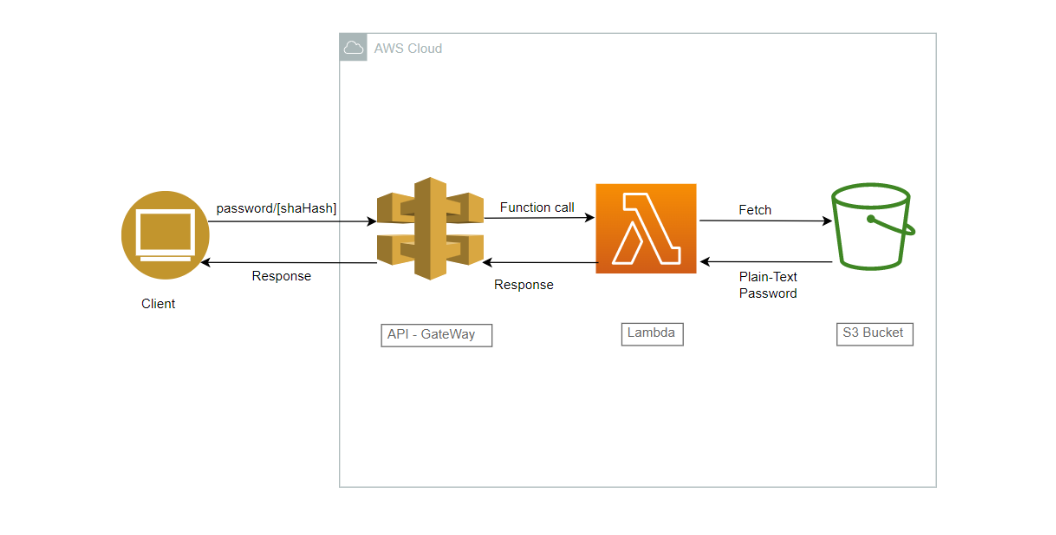 AWS Cloud
password/[shaHash]
Function call
Fetch
Response
Response
Plain-Text
Password
Client
API - GateWay
Lambda
S3 Bucket